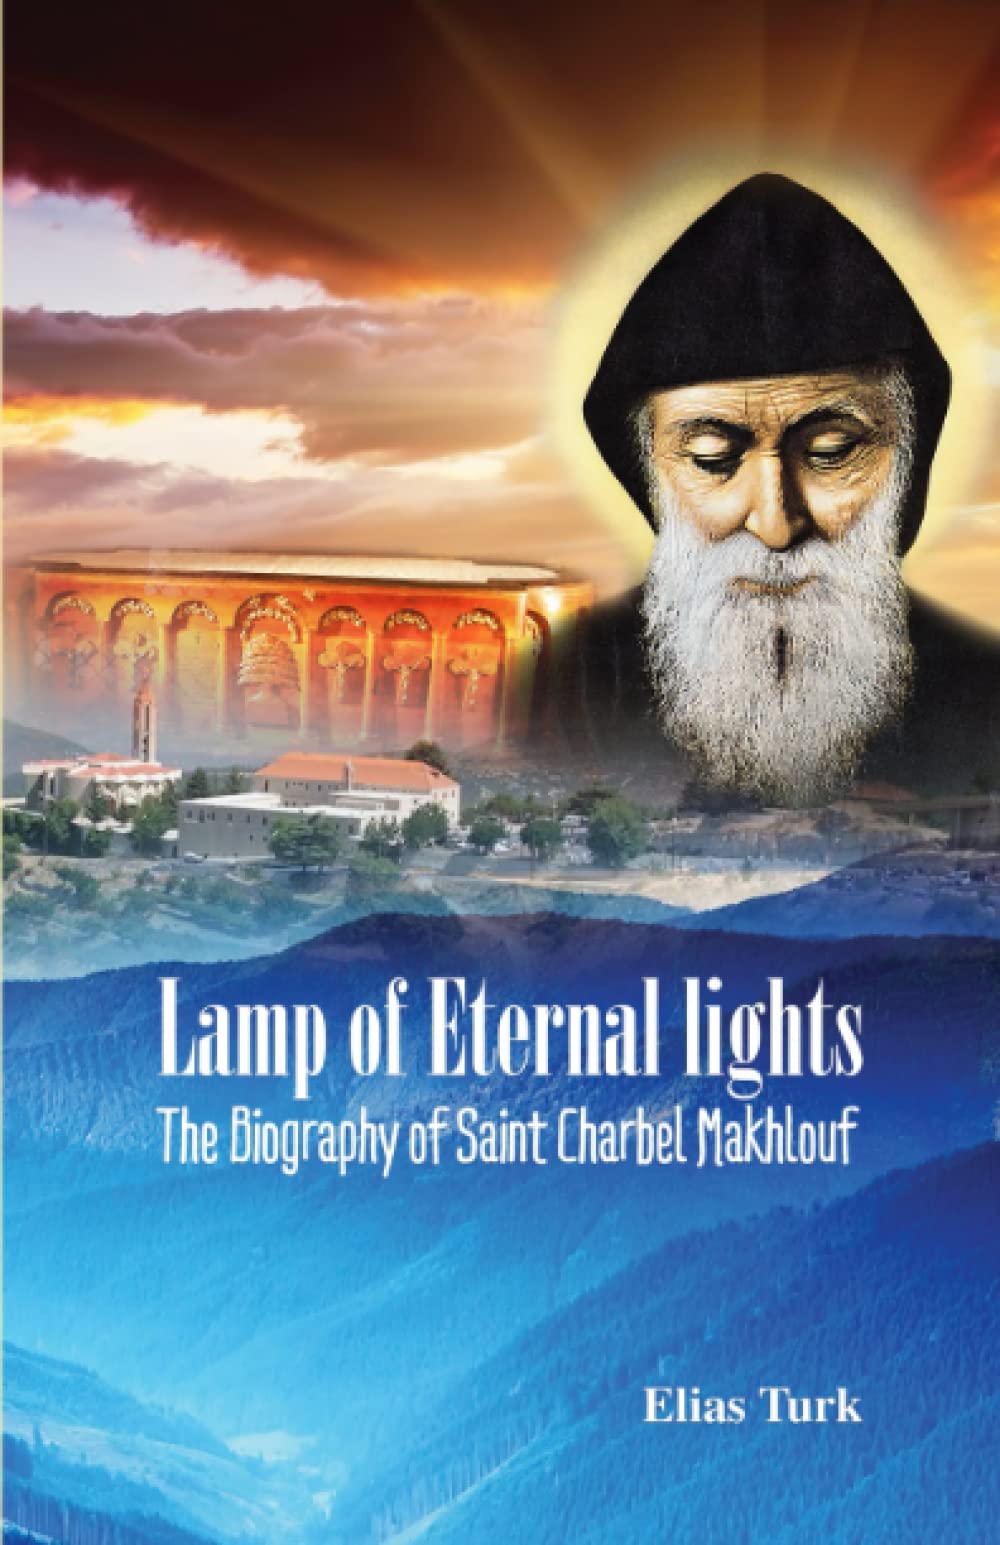 Lamp of Eternal lights
The Biography of Saint Charbel Makhlouf
Elias Turk